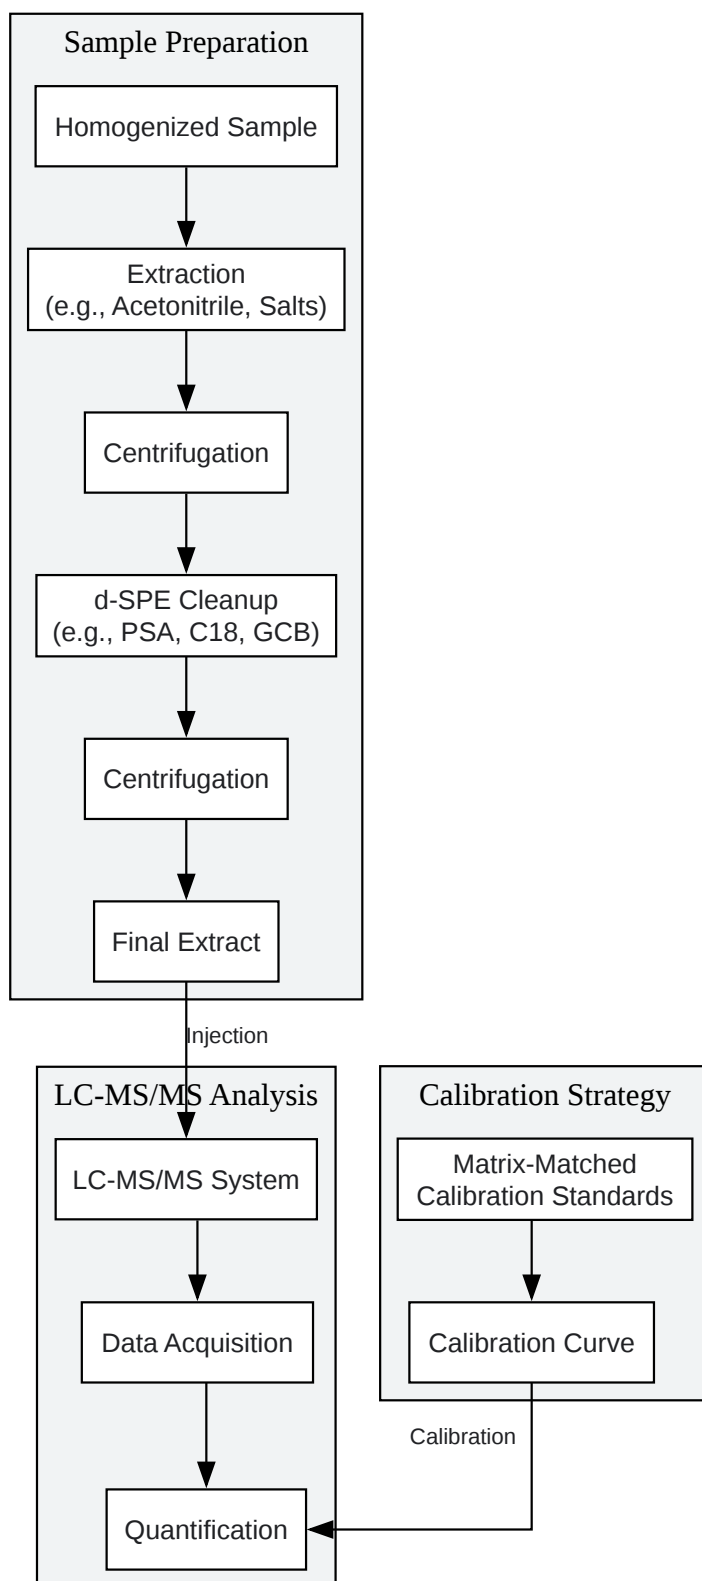 Sample Preparation
Homogenized Sample
Extraction
(e.g., Acetonitrile, Salts)
Centrifugation
d-SPE Cleanup
(e.g., PSA, C18, GCB)
Centrifugation
Final Extract
Injection
LC-MS/MS Analysis
LC-MS/MS System
Data Acquisition
Quantification
Calibration Strategy
Matrix-Matched
Calibration Standards
Calibration Curve
Calibration